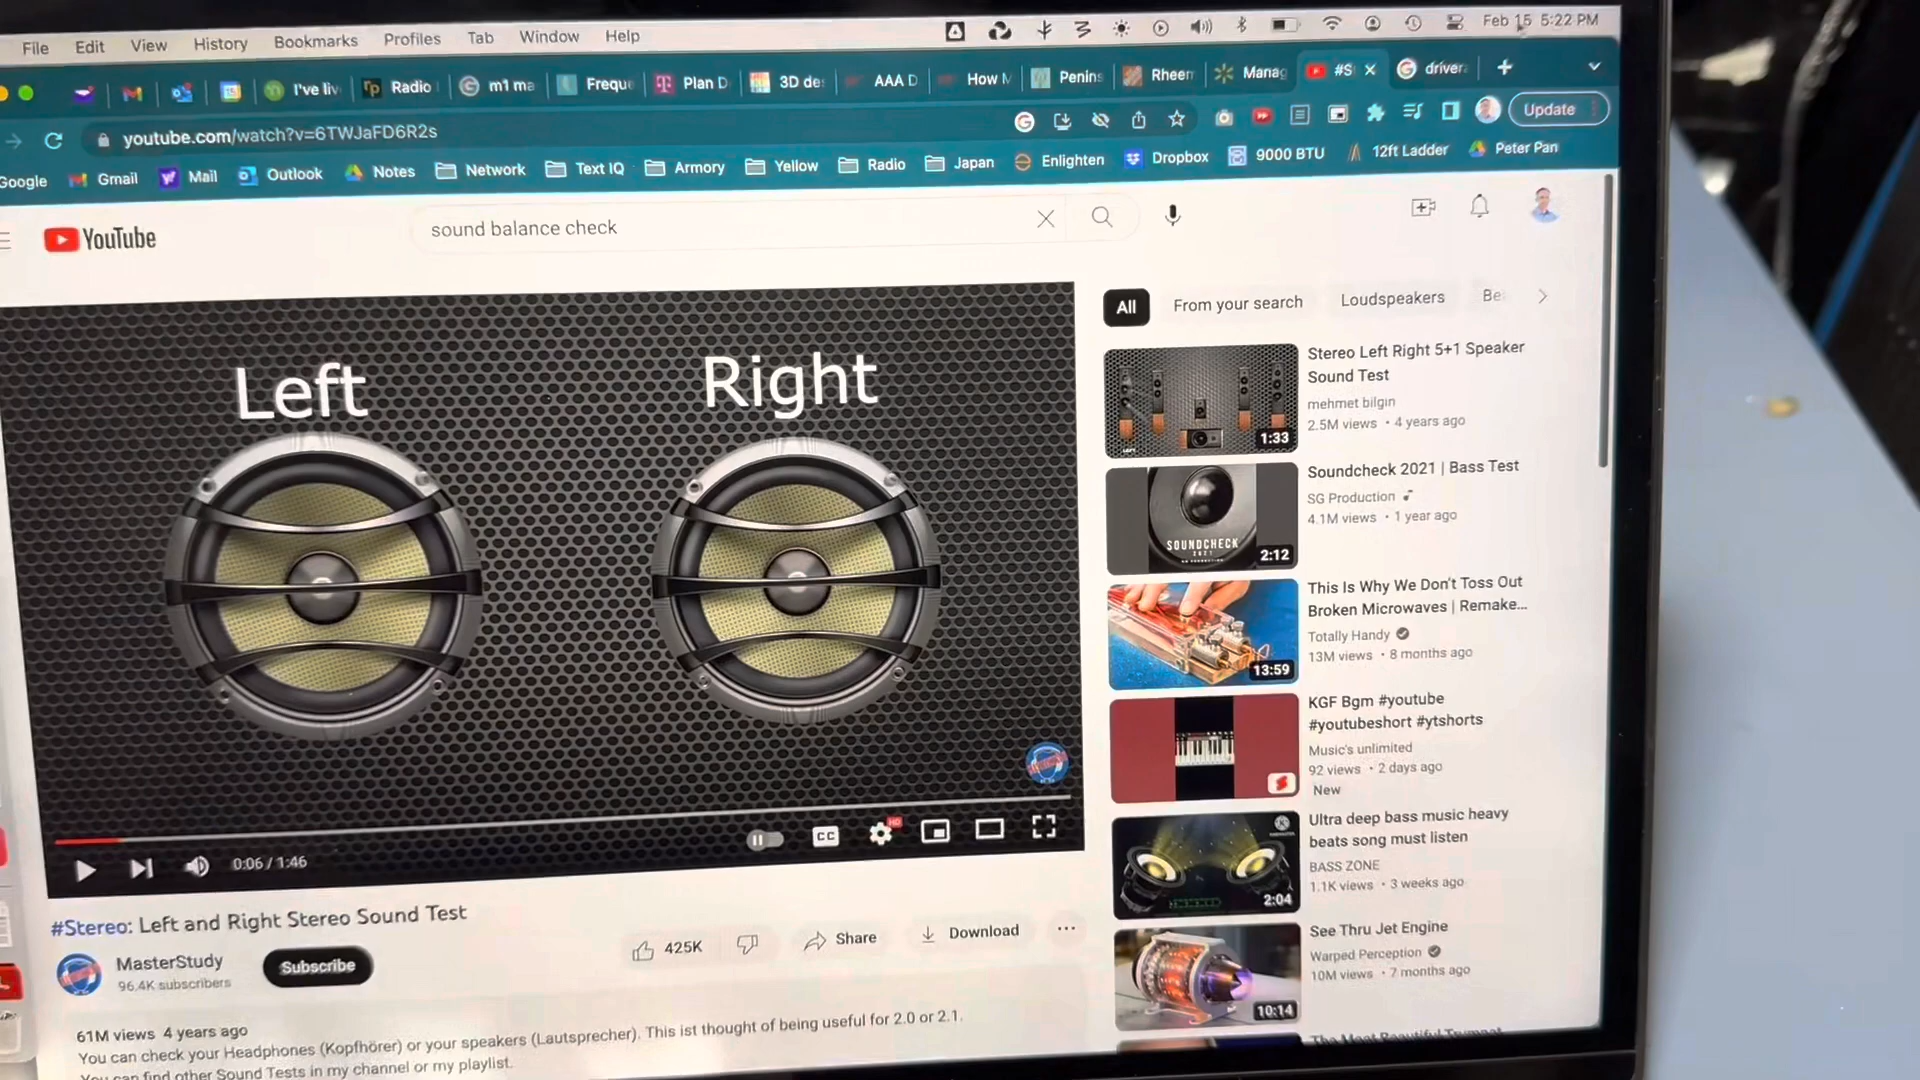 File Edit View History Bookmarks Profiles Tab Window Help Feb 15 5:22 PM
I've liv Radio m1 ma Freque Plan D 3D de: AAA D How M Penins Rheen Manag #S driver
youtube.com/watch?v=6TWJaFD6R2s
Update
Google Gmail Mail Outlook Notes Network Text IQ Armory Yellow Radio Japan Enlighten Dropbox 9000 BTU 12ft Ladder Peter Pan
YouTube
sound balance check
All From your search Loudspeakers Be
Left
Right
HD
CC
0:06 / 1:46
#Stereo: Left and Right Stereo Sound Test
MasterStudy
96.4K subscribers
Subscribe
425K
Share
Download
61M views 4 years ago
You can check your Headphones (Kopfhörer) or your speakers (Lautsprecher). This ist thought of being useful for 2.0 or 2.1.
You can find other Sound Tests in my channel or my playlist.
Stereo Left Right 5+1 Speaker
Sound Test
mehmet bilgin
2.5M views • 4 years ago
1:33
Soundcheck 2021 | Bass Test
SG Production
4.1M views • 1 year ago
SOUNDCHECK
2021
2:12
This Is Why We Don't Toss Out
Broken Microwaves | Remake...
Totally Handy
13M views • 8 months ago
13:59
KGF Bgm #youtube
#youtubeshort #ytshorts
Music's unlimited
92 views • 2 days ago
New
Ultra deep bass music heavy
beats song must listen
BASS ZONE
1.1K views • 3 weeks ago
2:04
See Thru Jet Engine
Warped Perception
10M views • 7 months ago
10:14
The Most Beautiful Trumpet